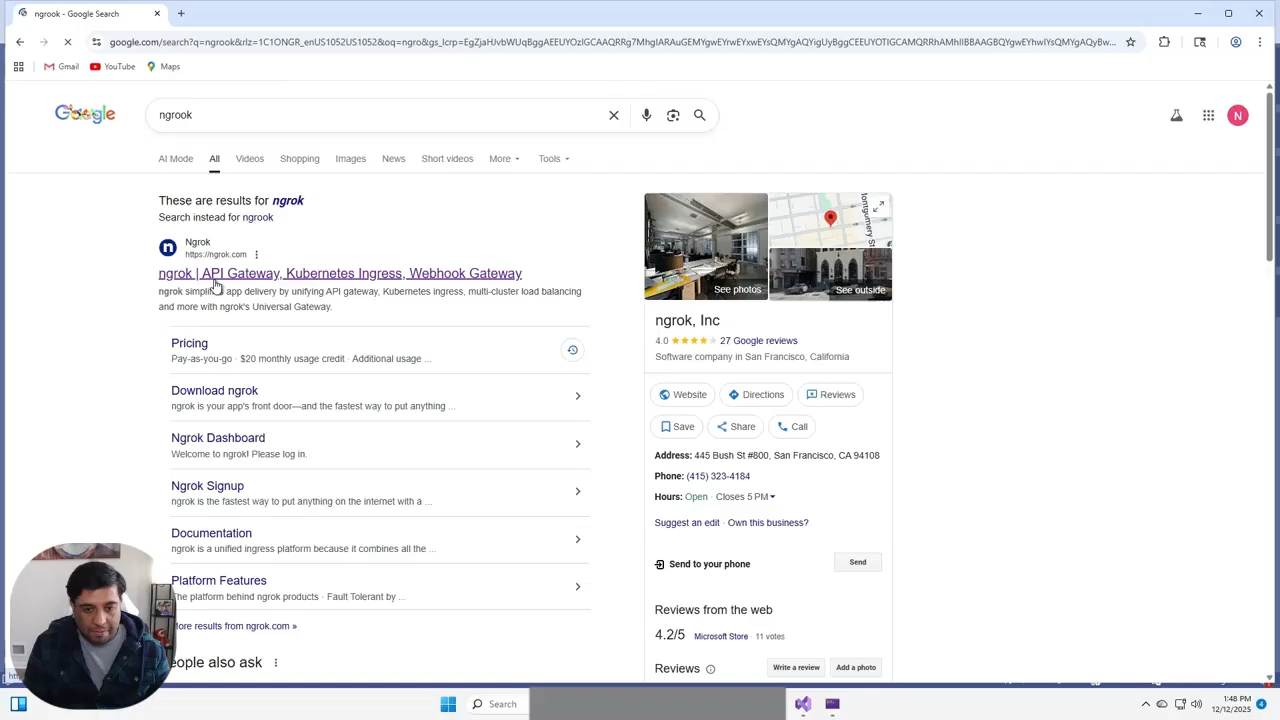 ngrook - Google Search
google.com/search?q=ngrook&rlz=1C1ONGR_enUS1052US1052&oq=ngro&gs_lcrp=EgZjaHJvbWUqBggAEEUYOzIGCAAQRRg7MhgIARAuGEMYgwEYrwEYxwEYsQMYgAQYigUyBggCEEUYOTIGCAMQRRhAMhIIBBAAGBQYgwEYhwIYsQMYgAQyBw...
Gmail
YouTube
Maps
Google
ngrook
N
AI Mode
All
Videos
Shopping
Images
News
Short videos
More
Tools
These are results for ngrok
Search instead for ngrook
n
Ngrok
https://ngrok.com
ngrok | API Gateway, Kubernetes Ingress, Webhook Gateway
ngrok simplifies app delivery by unifying API gateway, Kubernetes ingress, multi-cluster load balancing
and more with ngrok's Universal Gateway.
Pricing
Pay-as-you-go · $20 monthly usage credit · Additional usage ...
Download ngrok
ngrok is your app's front door—and the fastest way to put anything ...
Ngrok Dashboard
Welcome to ngrok! Please log in.
Ngrok Signup
ngrok is the fastest way to put anything on the internet with a ...
Documentation
ngrok is a unified ingress platform because it combines all the ...
Platform Features
The platform behind ngrok products · Fault Tolerant by ...
More results from ngrok.com »
People also ask
See photos
ontgomery S
See outside
ngrok, Inc
4.0 27 Google reviews
Software company in San Francisco, California
Website
Directions
Reviews
Save
Share
Call
Address: 445 Bush St #800, San Francisco, CA 94108
Phone: (415) 323-4184
Hours: Open · Closes 5 PM
Suggest an edit · Own this business?
Send to your phone
Send
Reviews from the web
4.2/5 Microsoft Store · 11 votes
Reviews
Write a review
Add a photo
Search
1:48 PM
12/12/2025
4